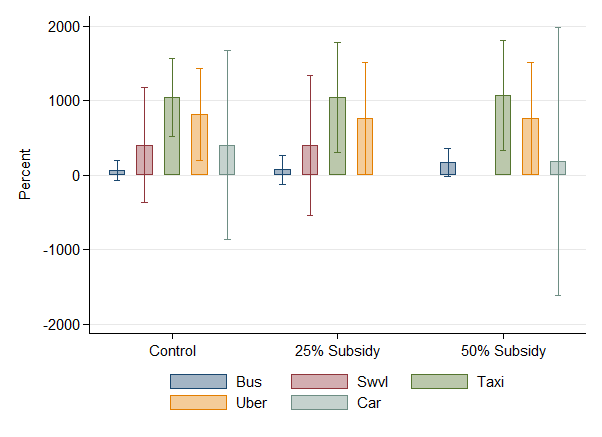 2000
1000
0
-1000
-2000
Percent
Control 25% Subsidy 50% Subsidy
Bus Swvl Taxi
Uber Car